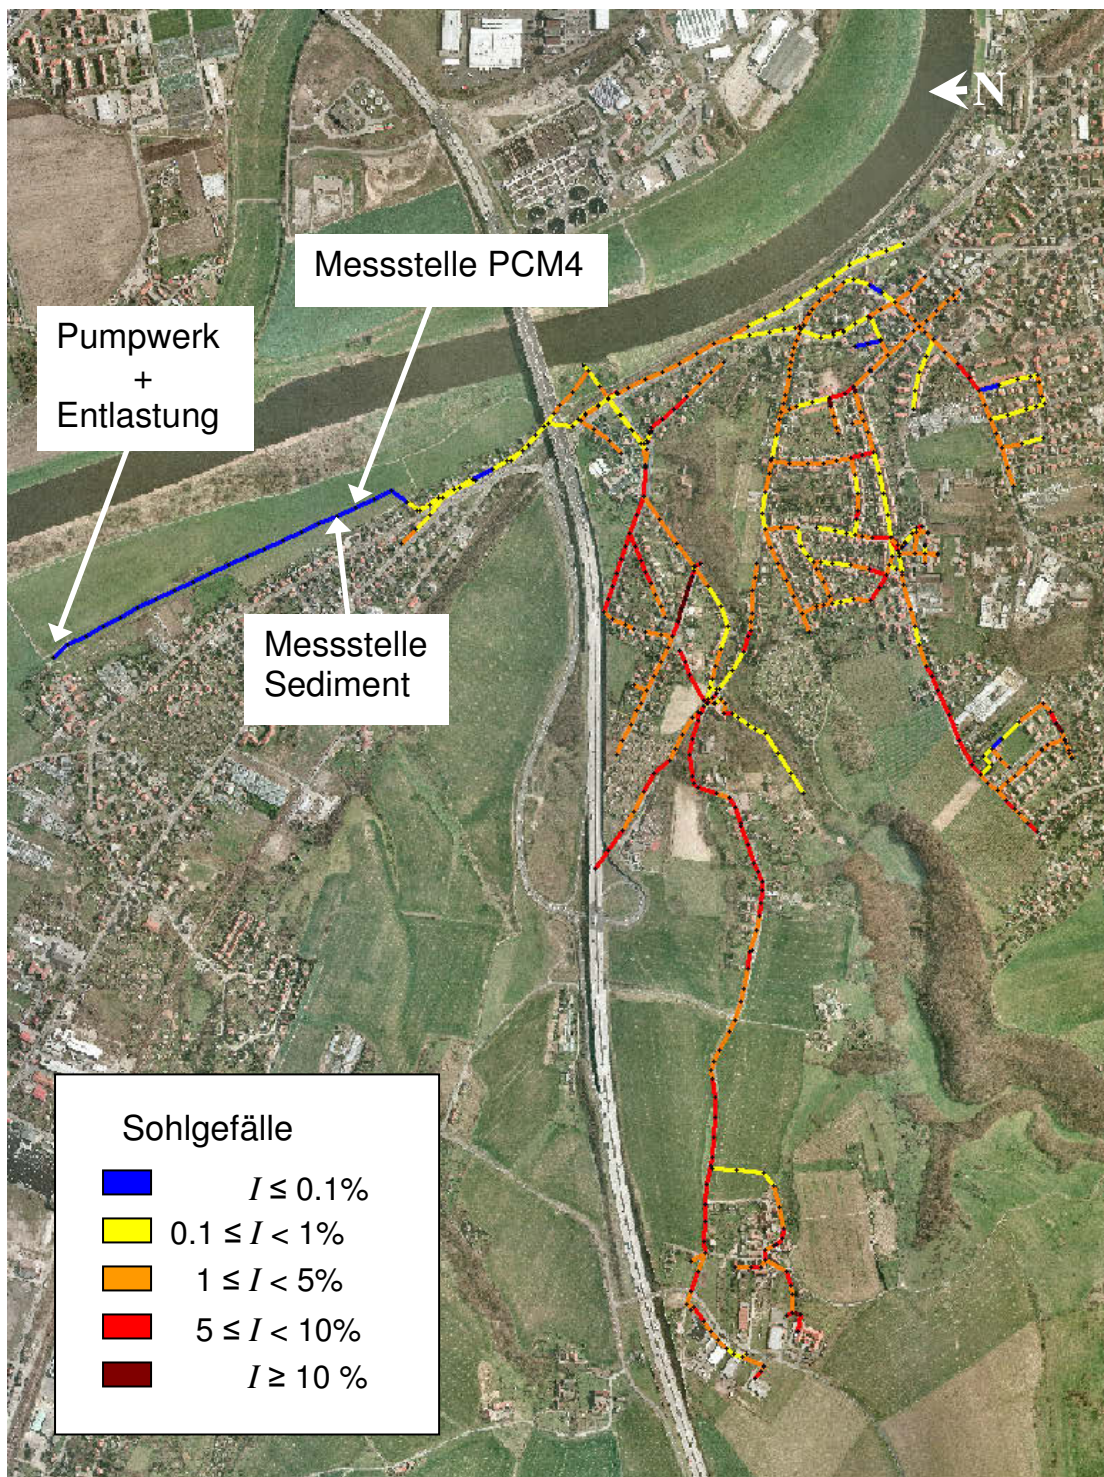 N
Messstelle PCM4
Pumpwerk
+
Entlastung
Messstelle
Sediment
Sohlgefälle
I ≤ 0.1%
0.1 ≤ I < 1%
1 ≤ I < 5%
5 ≤ I < 10%
I ≥ 10 %